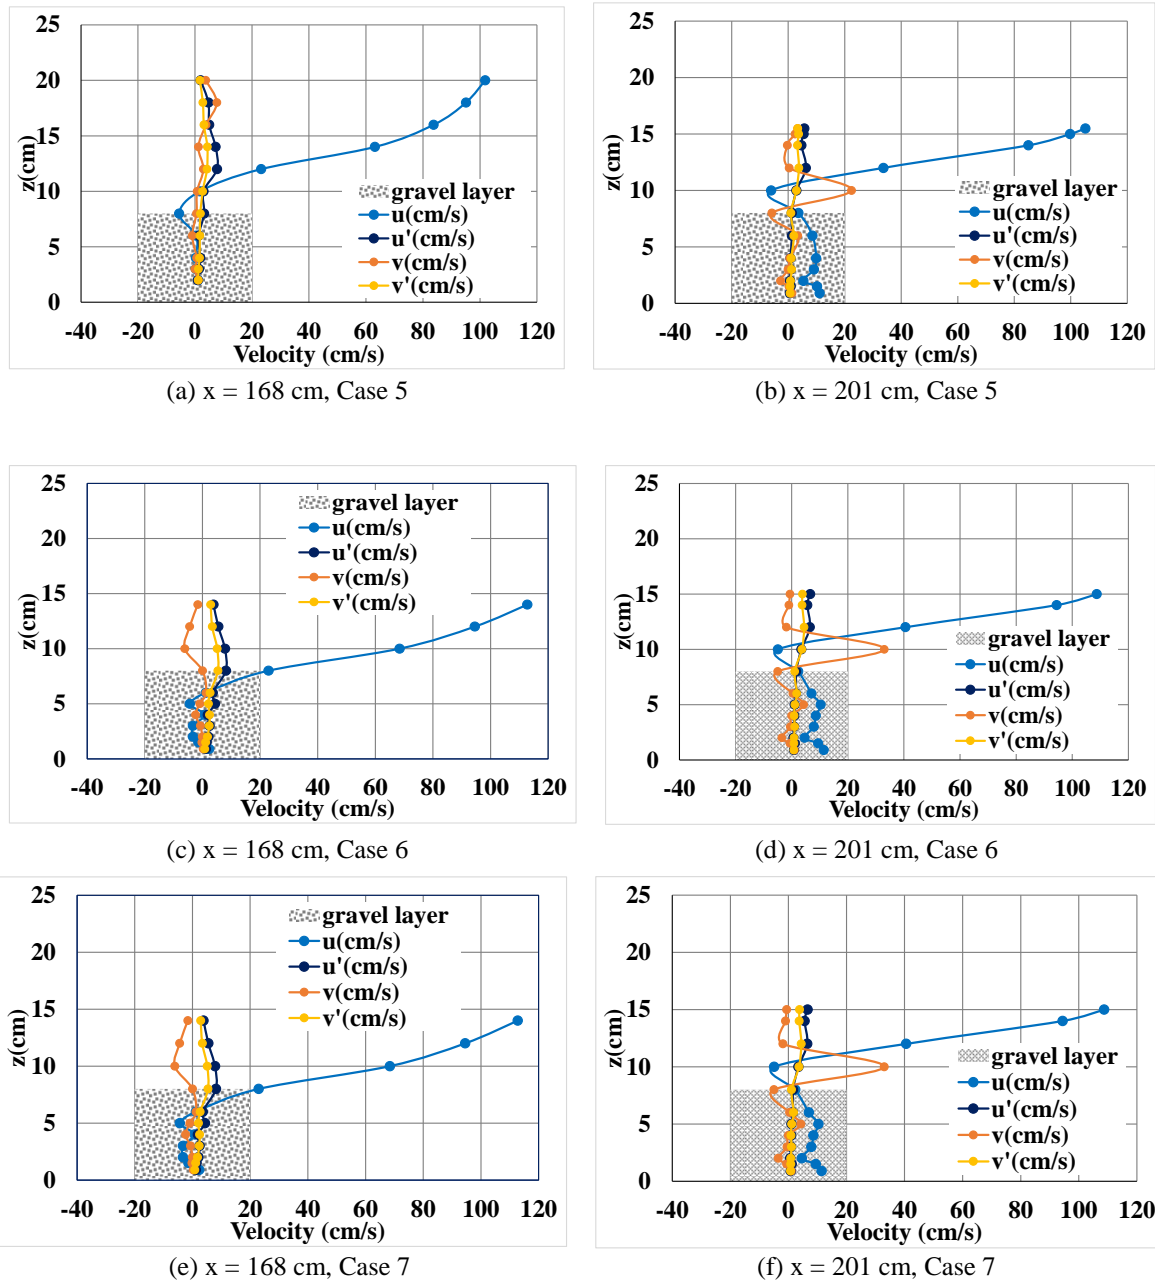 25
20
15
10
5
0
z(cm)
-40 -20 0 20 40 60 80 100 120
Velocity (cm/s)
gravel layer
u(cm/s)
u'(cm/s)
v(cm/s)
v'(cm/s)
(a) x = 168 cm, Case 5
25
20
15
10
5
0
z(cm)
-40 -20 0 20 40 60 80 100 120
Velocity (cm/s)
gravel layer
u(cm/s)
u'(cm/s)
v(cm/s)
v'(cm/s)
(b) x = 201 cm, Case 5
25
20
15
10
5
0
z(cm)
-40 -20 0 20 40 60 80 100 120
Velocity (cm/s)
gravel layer
u(cm/s)
u'(cm/s)
v(cm/s)
v'(cm/s)
(c) x = 168 cm, Case 6
25
20
15
10
5
0
z(cm)
-40 -20 0 20 40 60 80 100 120
Velocity (cm/s)
gravel layer
u(cm/s)
u'(cm/s)
v(cm/s)
v'(cm/s)
(d) x = 201 cm, Case 6
25
20
15
10
5
0
z(cm)
-40 -20 0 20 40 60 80 100 120
Velocity (cm/s)
gravel layer
u(cm/s)
u'(cm/s)
v(cm/s)
v'(cm/s)
(e) x = 168 cm, Case 7
25
20
15
10
5
0
z(cm)
-40 -20 0 20 40 60 80 100 120
Velocity (cm/s)
gravel layer
u(cm/s)
u'(cm/s)
v(cm/s)
v'(cm/s)
(f) x = 201 cm, Case 7